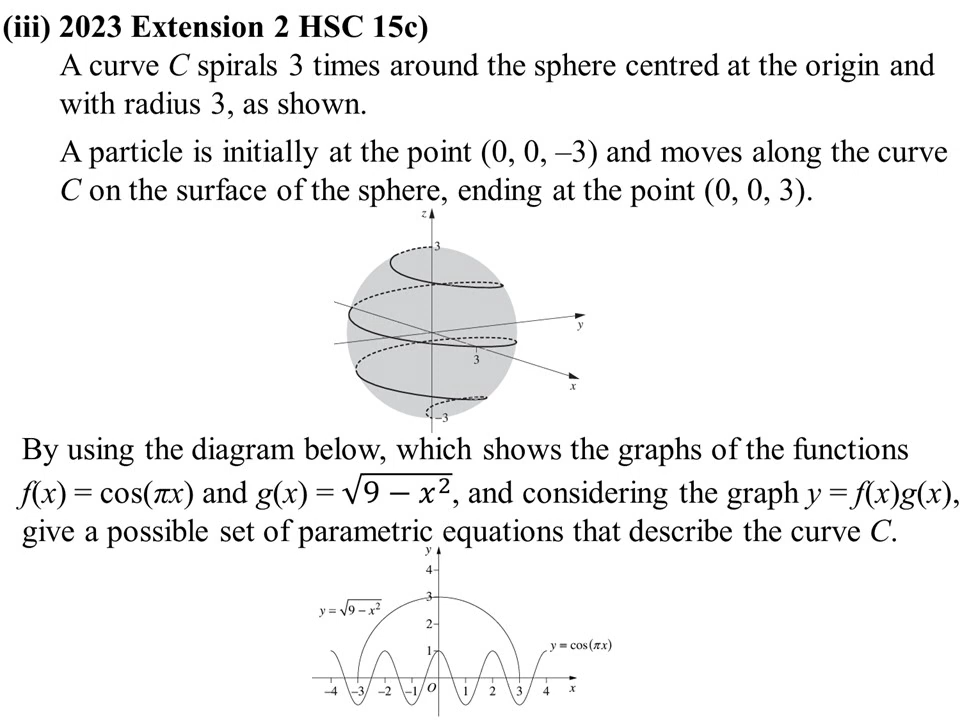 (iii) 2023 Extension 2 HSC 15c)
A curve C spirals 3 times around the sphere centred at the origin and
with radius 3, as shown.
A particle is initially at the point (0, 0, –3) and moves along the curve
C on the surface of the sphere, ending at the point (0, 0, 3).
z
3
y
3
x
–3
By using the diagram below, which shows the graphs of the functions
f(x) = cos(πx) and g(x) = √9 − x², and considering the graph y = f(x)g(x),
give a possible set of parametric equations that describe the curve C.
y
4
3
y = √9 – x²
2
1
y = cos(πx)
–4 –3 –2 –1 O 1 2 3 4 x